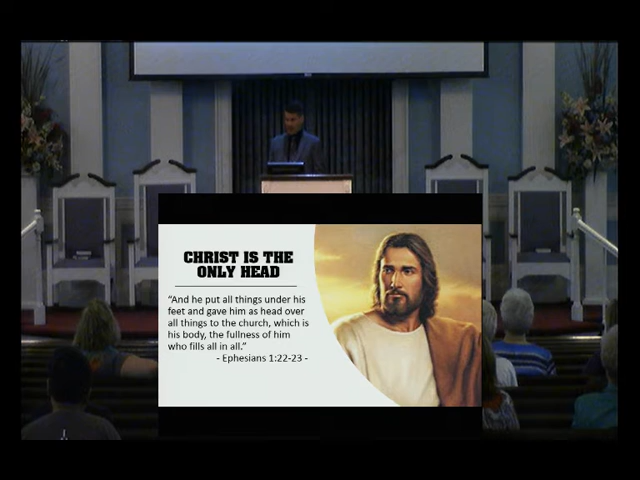 CHRIST IS THE
ONLY HEAD
“And he put all things under his
feet and gave him as head over
all things to the church, which is
his body, the fullness of him
who fills all in all.”
- Ephesians 1:22-23 -